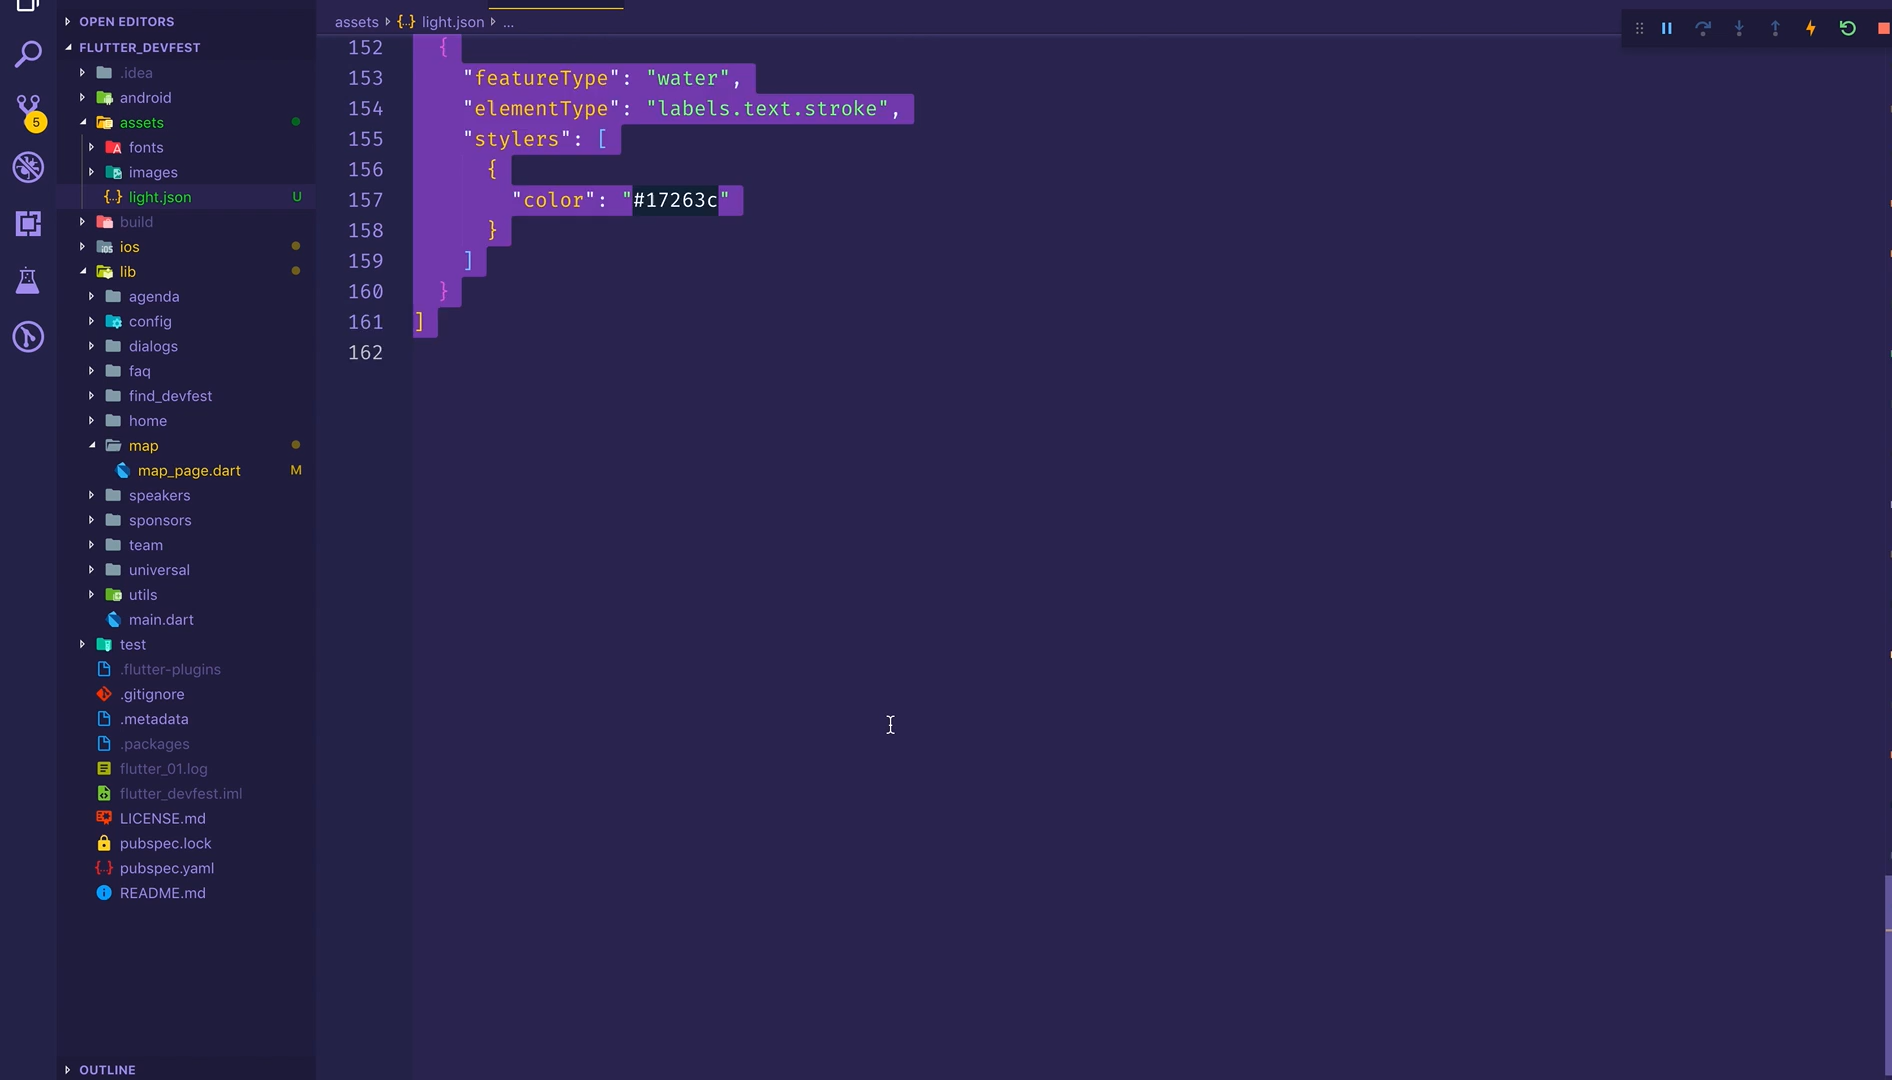 OPEN EDITORS
FLUTTER_DEVFEST
.idea
android
assets
fonts
images
light.json U
build
ios
lib
agenda
config
dialogs
faq
find_devfest
home
map
map_page.dart M
speakers
sponsors
team
universal
utils
main.dart
test
.flutter-plugins
.gitignore
.metadata
.packages
flutter_01.log
flutter_devfest.iml
LICENSE.md
pubspec.lock
pubspec.yaml
README.md
OUTLINE
5
assets {..} light.json ...
152 {
153 "featureType": "water",
154 "elementType": "labels.text.stroke",
155 "stylers": [
156 {
157 "color": "#17263c"
158 }
159 ]
160 }
161 ]
162